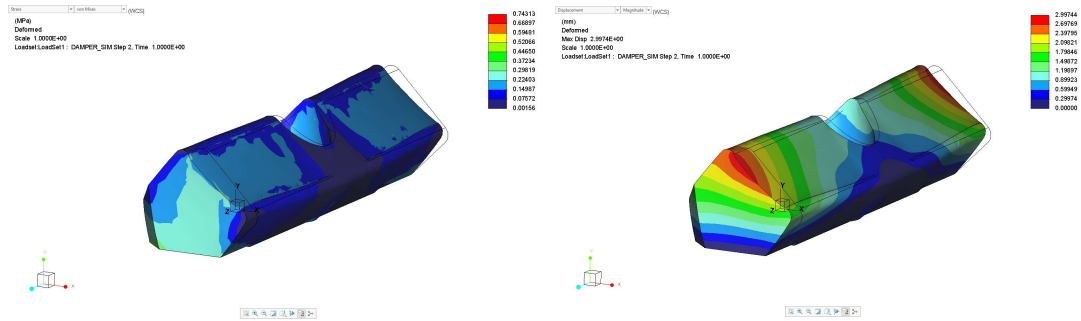 Stress von Mises (WCS)
(MPa)
Deformed
Scale 1.0000E+00
Loadset:LoadSet1 : DAMPER_SIM Step 2, Time 1.0000E+00
0.74313
0.66897
0.59481
0.52066
0.44650
0.37234
0.29819
0.22403
0.14987
0.07572
0.00156
Y
Z X
Y
X
Displacement Magnitude (WCS)
(mm)
Deformed
Max Disp 2.9974E+00
Scale 1.0000E+00
Loadset:LoadSet1 : DAMPER_SIM Step 2, Time 1.0000E+00
2.99744
2.69769
2.39795
2.09821
1.79846
1.49872
1.19897
0.89923
0.59949
0.29974
0.00000
Y
Z X
X